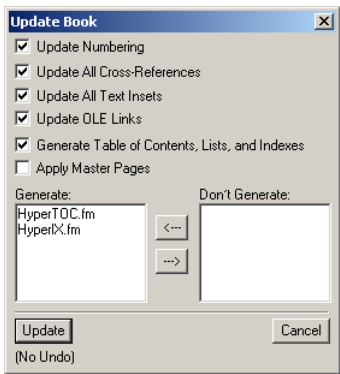 Update Book
Update Numbering
Update All Cross-References
Update All Text Insets
Update OLE Links
Generate Table of Contents, Lists, and Indexes
Apply Master Pages
Generate: Don't Generate:
HyperTOC.fm
HyperIX.fm
<---
--->
Update Cancel
(No Undo)